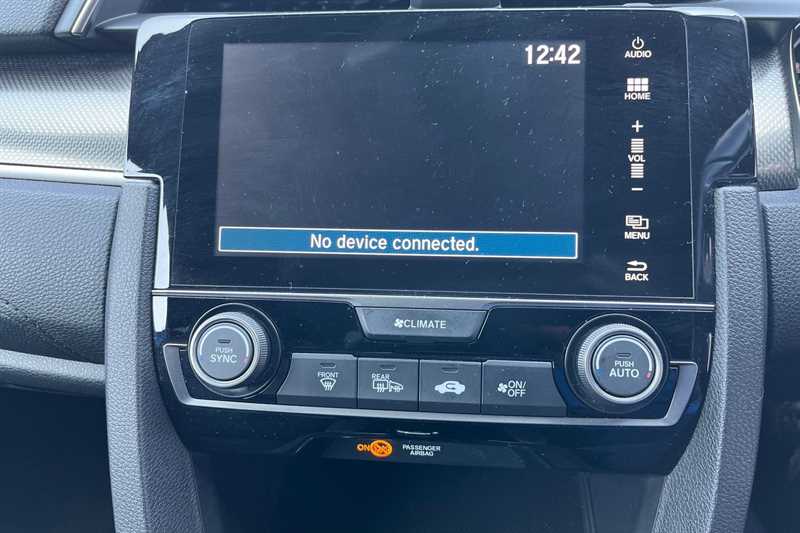 12:42
AUDIO
HOME
+
VOL
−
MENU
BACK
No device connected.
CLIMATE
PUSH
SYNC
FRONT
REAR
ON/
OFF
PUSH
AUTO
ON
PASSENGER
AIRBAG